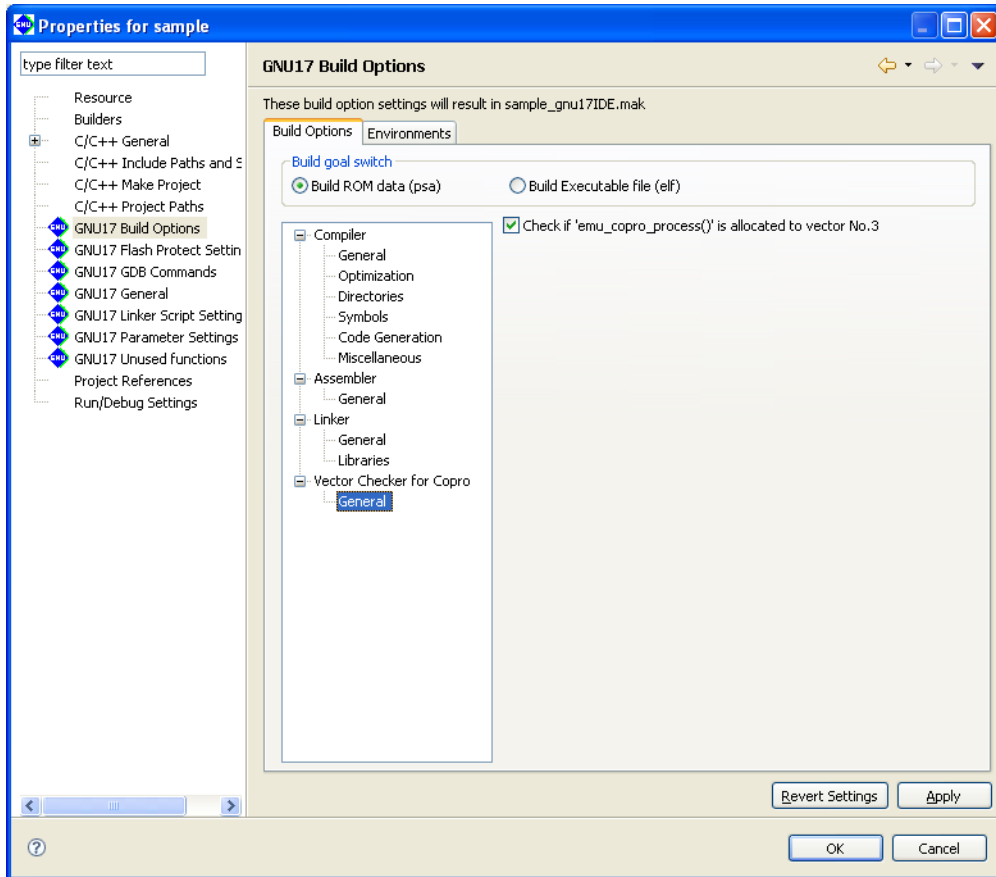 Properties for sample
type filter text
Resource
Builders
C/C++ General
C/C++ Include Paths and S
C/C++ Make Project
C/C++ Project Paths
GNU17 Build Options
GNU17 Flash Protect Settin
GNU17 GDB Commands
GNU17 General
GNU17 Linker Script Setting
GNU17 Parameter Settings
GNU17 Unused functions
Project References
Run/Debug Settings
GNU17 Build Options
These build option settings will result in sample_gnu17IDE.mak
Build Options Environments
Build goal switch
Build ROM data (psa) Build Executable file (elf)
Compiler
General
Optimization
Directories
Symbols
Code Generation
Miscellaneous
Assembler
General
Linker
General
Libraries
Vector Checker for Copro
General
Check if 'emu_copro_process()' is allocated to vector No.3
Revert Settings Apply
OK Cancel